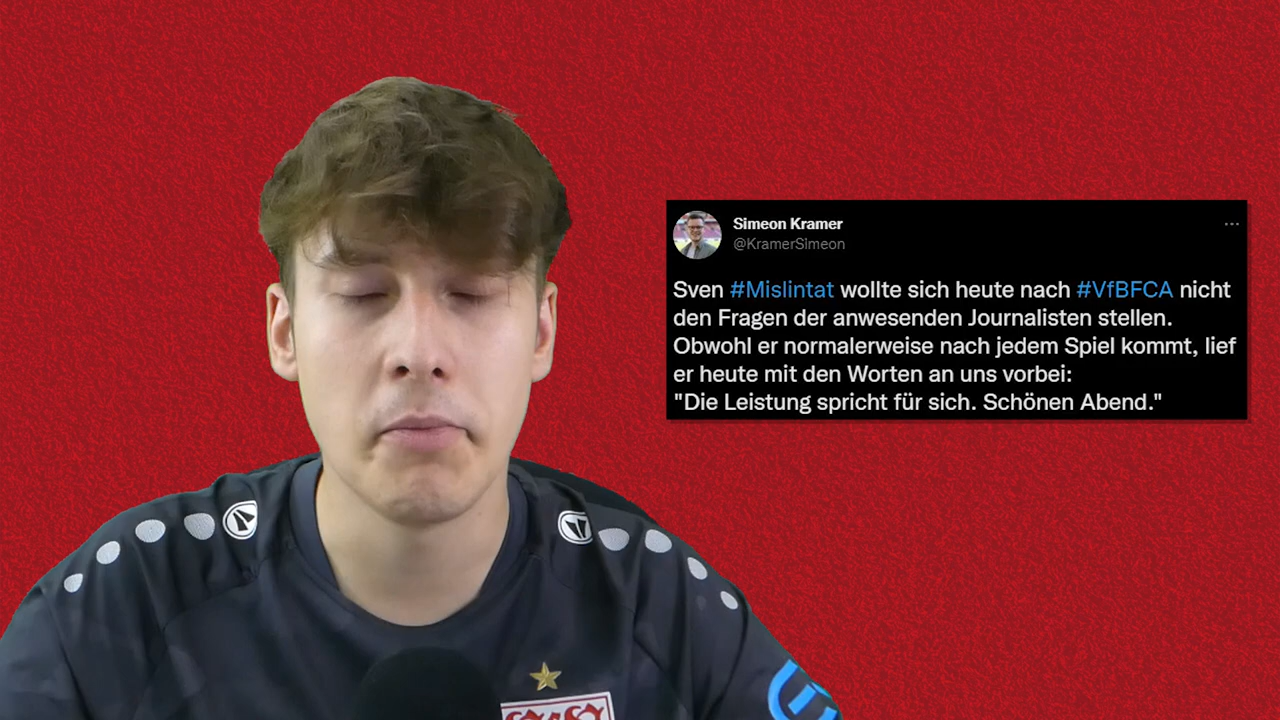 Simeon Kramer
@KramerSimeon
Sven #Mislintat wollte sich heute nach #VfBFCA nicht
den Fragen der anwesenden Journalisten stellen.
Obwohl er normalerweise nach jedem Spiel kommt, lief
er heute mit den Worten an uns vorbei:
"Die Leistung spricht für sich. Schönen Abend."